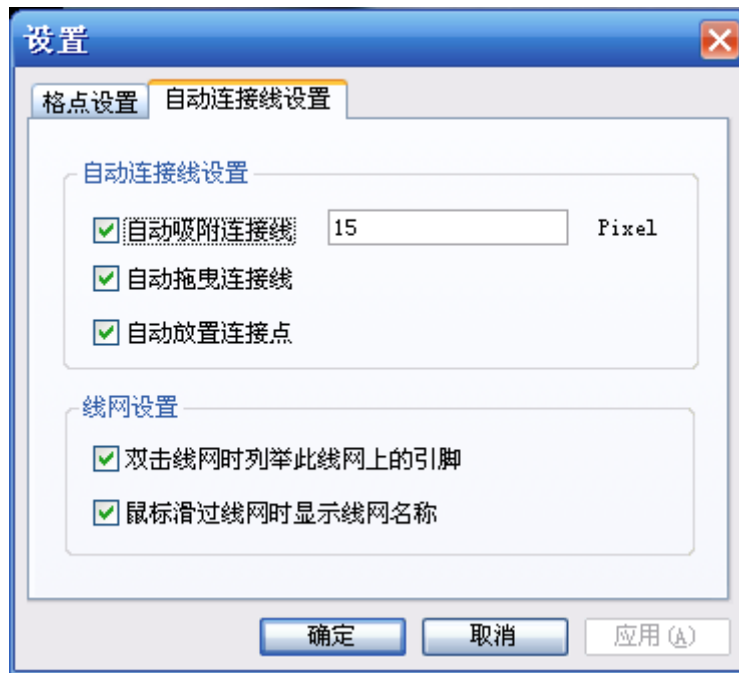 设置
格点设置 自动连接线设置
自动连接线设置
自动吸附连接线 15 Pixel
自动拖曳连接线
自动放置连接点
线网设置
双击线网时列举此线网上的引脚
鼠标滑过线网时显示线网名称
确定 取消 应用(A)